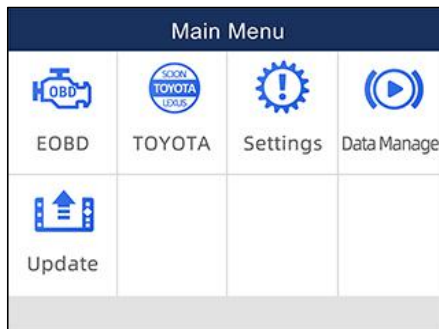 Main Menu
OBD
SCION
TOYOTA
LEXUS
EOBD
TOYOTA
Settings
Data Manage
Update